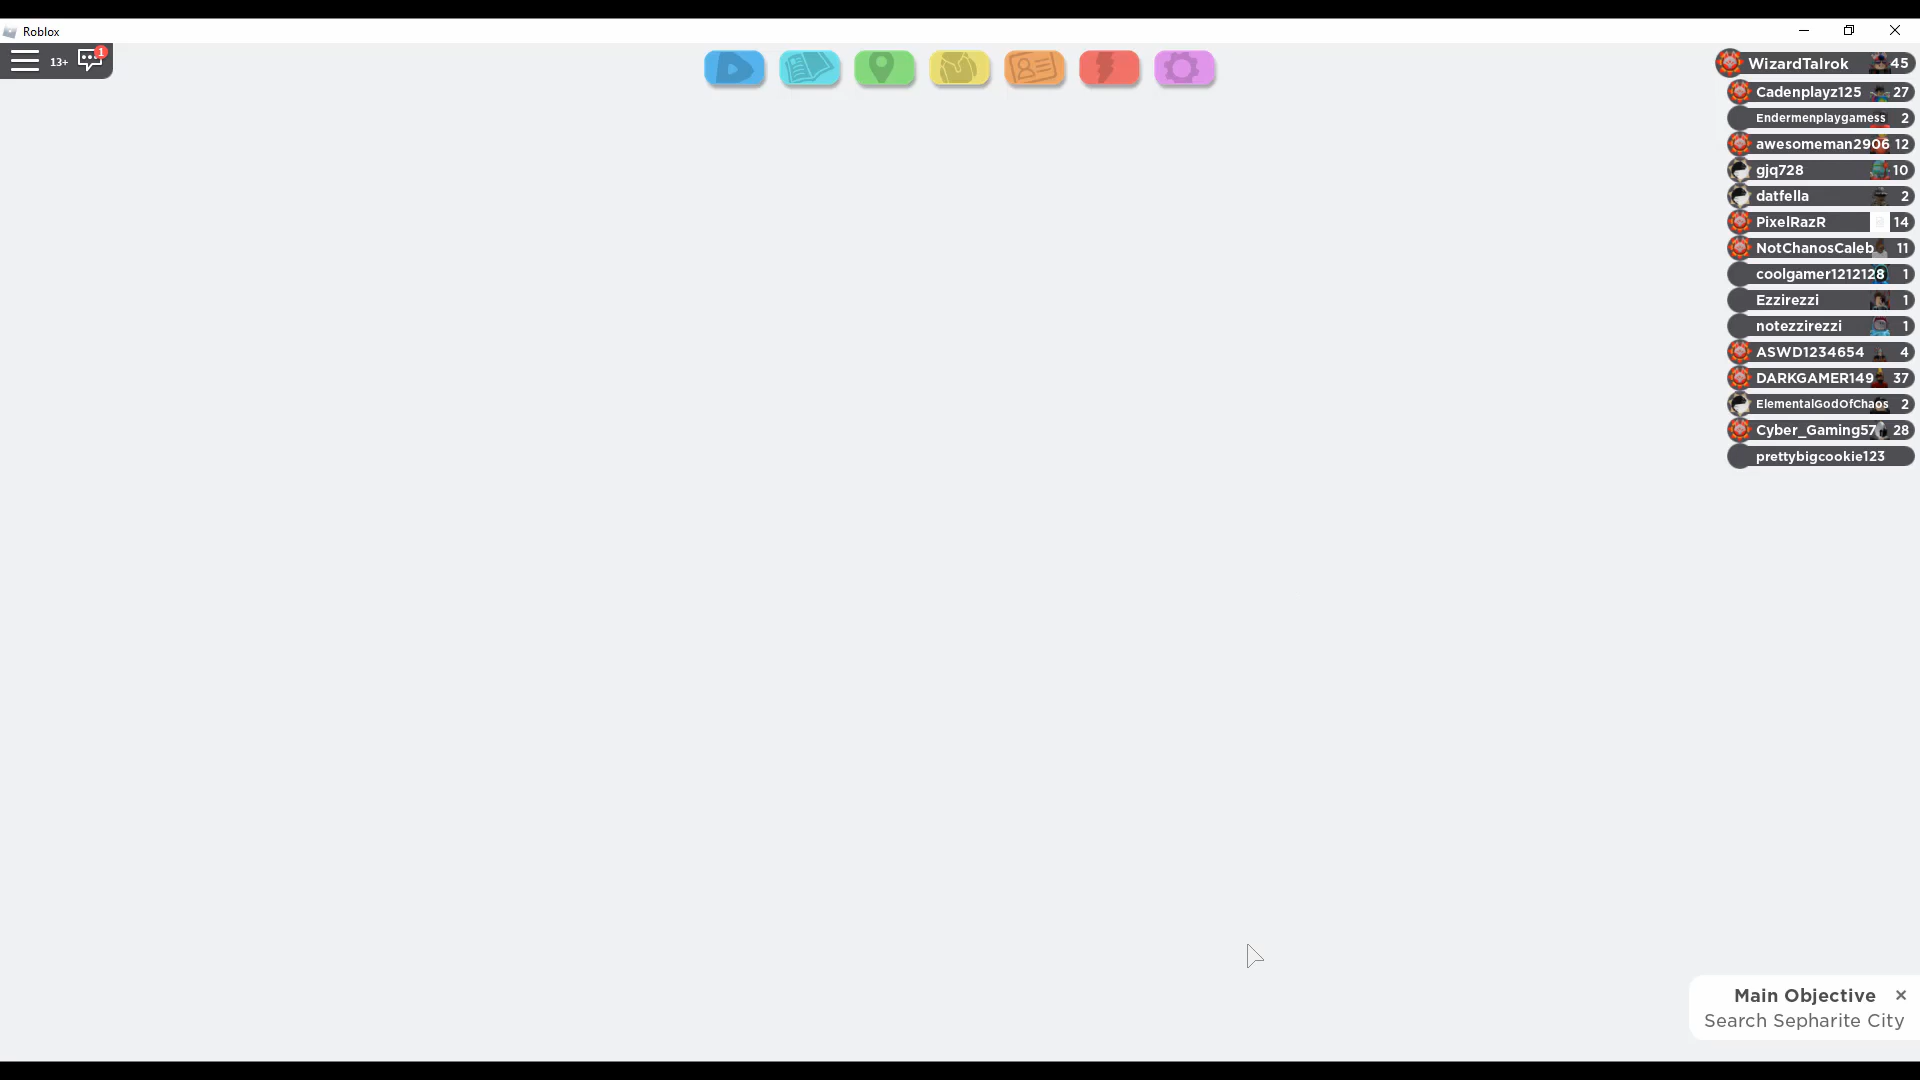 Roblox
13+
1
WizardTalrok 45
Cadenplayz125 27
Endermenplaygamess 2
awesomeman2906 12
gjq728 10
datfella 2
PixelRazR 14
NotChanosCaleb 11
coolgamer1212128 1
Ezzirezzi 1
notezzirezzi 1
ASWD1234654 4
DARKGAMER149 37
ElementalGodOfChaos 2
Cyber_Gaming57 28
prettybigcookie123
Main Objective
Search Sepharite City